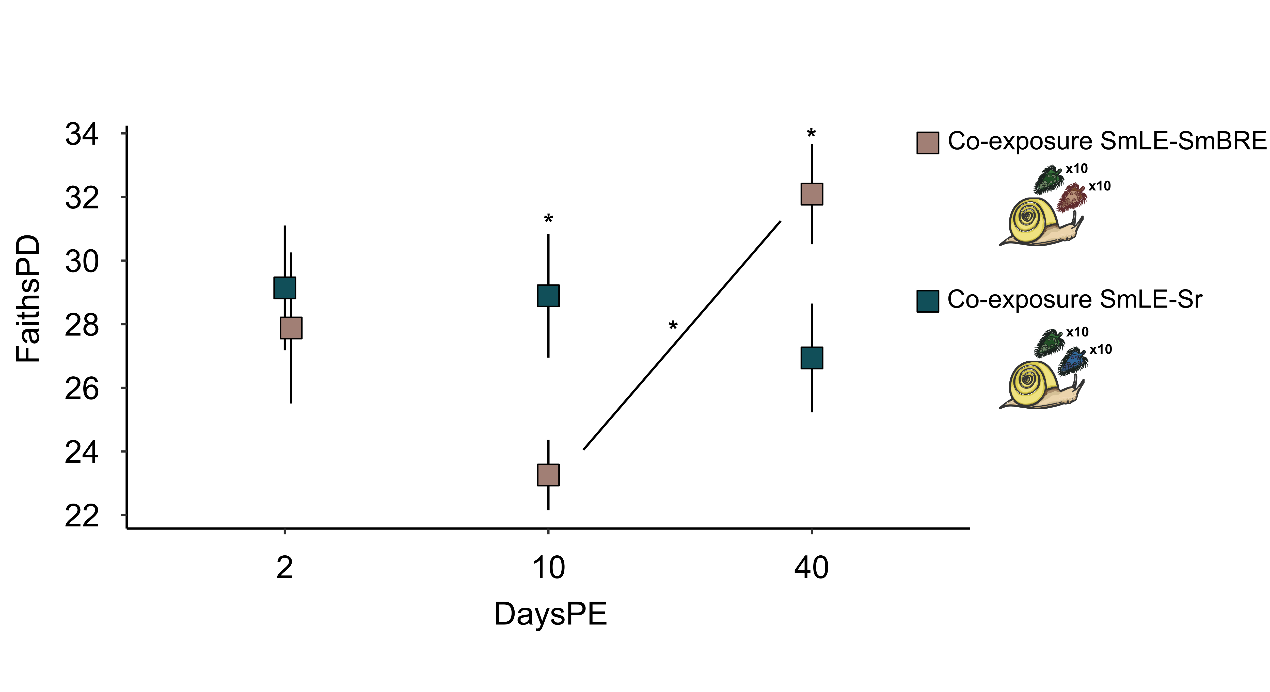 34
32
30
28
26
24
22
FaithsPD
*
*
*
2
10
40
DaysPE
Co-exposure SmLE-SmBRE
x10
x10
Co-exposure SmLE-Sr
x10
x10